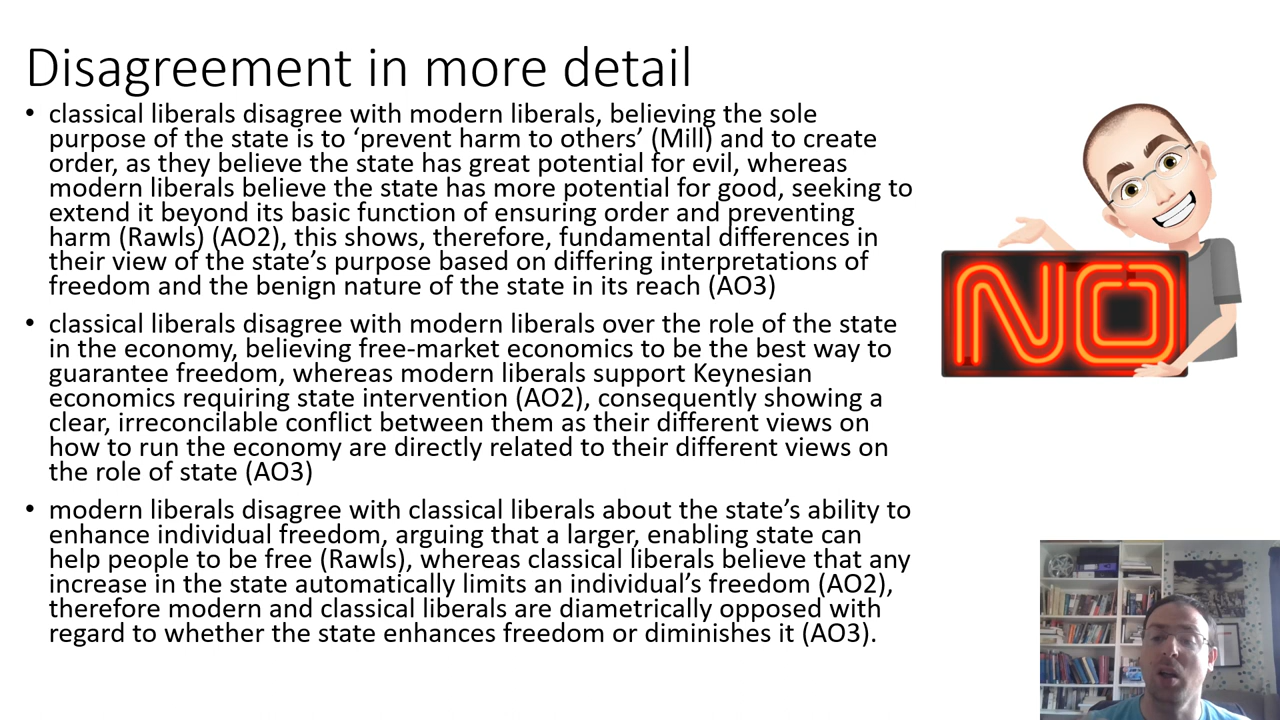 Disagreement in more detail
• classical liberals disagree with modern liberals, believing the sole
purpose of the state is to ‘prevent harm to others’ (Mill) and to create
order, as they believe the state has great potential for evil, whereas
modern liberals believe the state has more potential for good, seeking to
extend it beyond its basic function of ensuring order and preventing
harm (Rawls) (AO2), this shows, therefore, fundamental differences in
their view of the state’s purpose based on differing interpretations of
freedom and the benign nature of the state in its reach (AO3)
• classical liberals disagree with modern liberals over the role of the state
in the economy, believing free-market economics to be the best way to
guarantee freedom, whereas modern liberals support Keynesian
economics requiring state intervention (AO2), consequently showing a
clear, irreconcilable conflict between them as their different views on
how to run the economy are directly related to their different views on
the role of state (AO3)
• modern liberals disagree with classical liberals about the state’s ability to
enhance individual freedom, arguing that a larger, enabling state can
help people to be free (Rawls), whereas classical liberals believe that any
increase in the state automatically limits an individual’s freedom (AO2),
therefore modern and classical liberals are diametrically opposed with
regard to whether the state enhances freedom or diminishes it (AO3).
NO